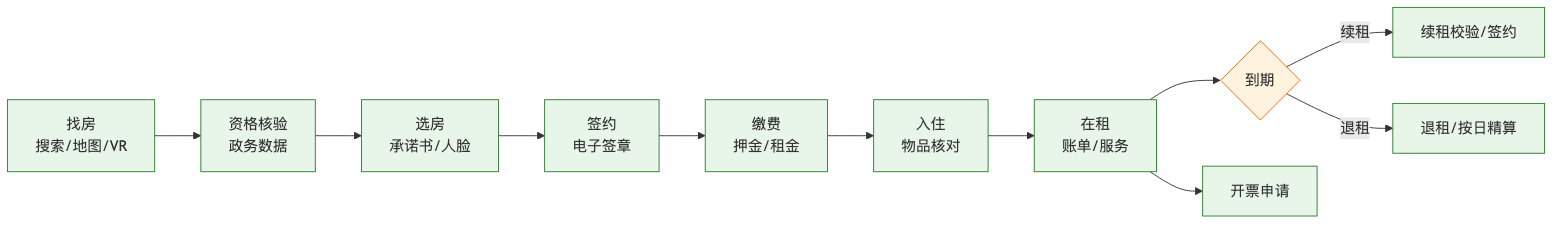 找房
搜索/地图/VR
资格核验
政务数据
选房
承诺书/人脸
签约
电子签章
缴费
押金/租金
入住
物品核对
在租
账单/服务
到期
续租
续租校验/签约
退租
退租/按日精算
开票申请